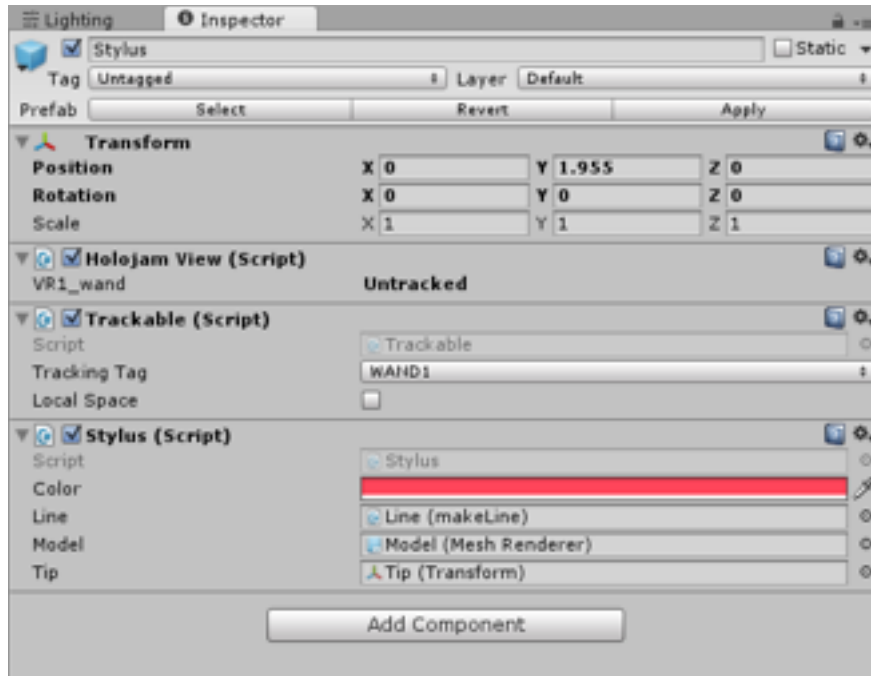 Lighting Inspector
Stylus Static
Tag Untagged Layer Default
Prefab Select Revert Apply
Transform
Position X 0 Y 1.955 Z 0
Rotation X 0 Y 0 Z 0
Scale X 1 Y 1 Z 1
Holojam View (Script)
VR1_wand Untracked
Trackable (Script)
Script Trackable
Tracking Tag WAND1
Local Space
Stylus (Script)
Script Stylus
Color
Line Line (makeLine)
Model Model (Mesh Renderer)
Tip Tip (Transform)
Add Component